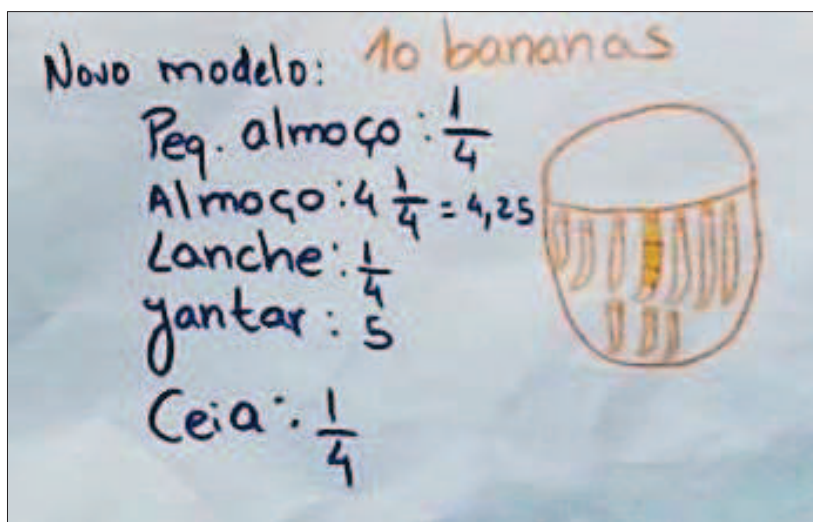 Novo modelo: 10 bananas
Peq. almoço: 1/4
Almoço: 4 1/4 = 4,25
Lanche: 1/4
Jantar: 5
Ceia: 1/4